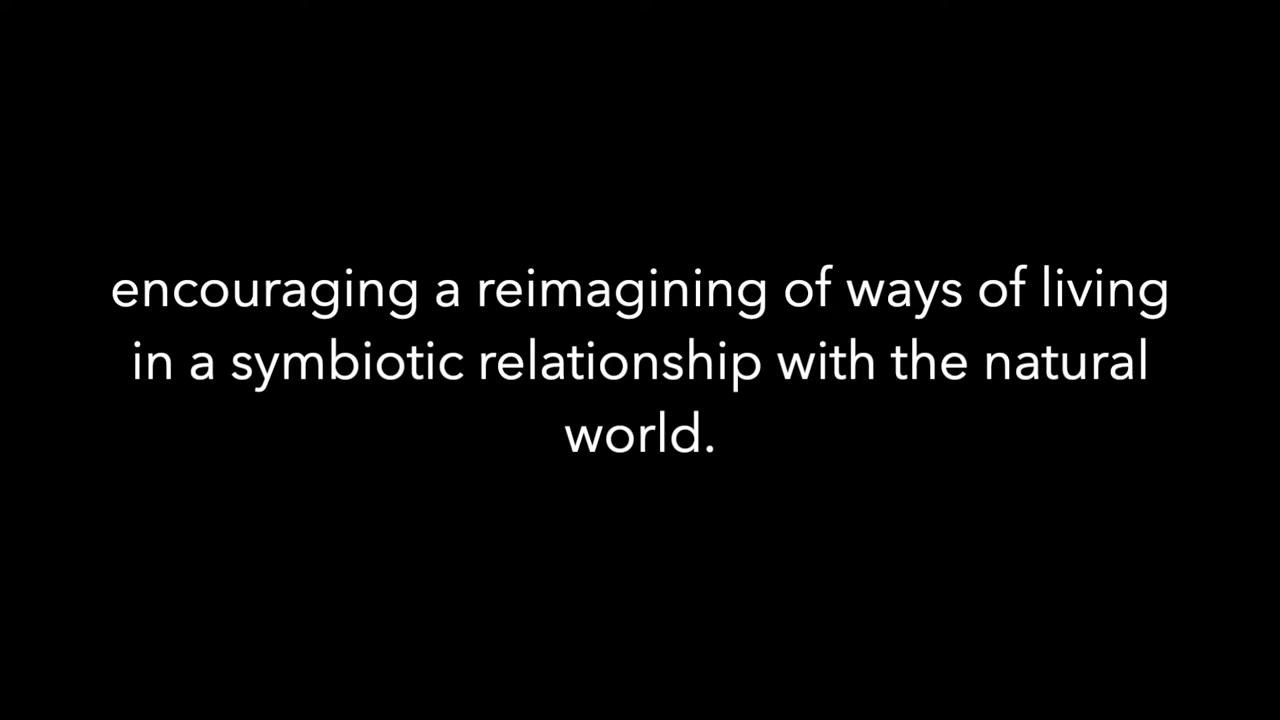 encouraging a reimagining of ways of living
in a symbiotic relationship with the natural
world.